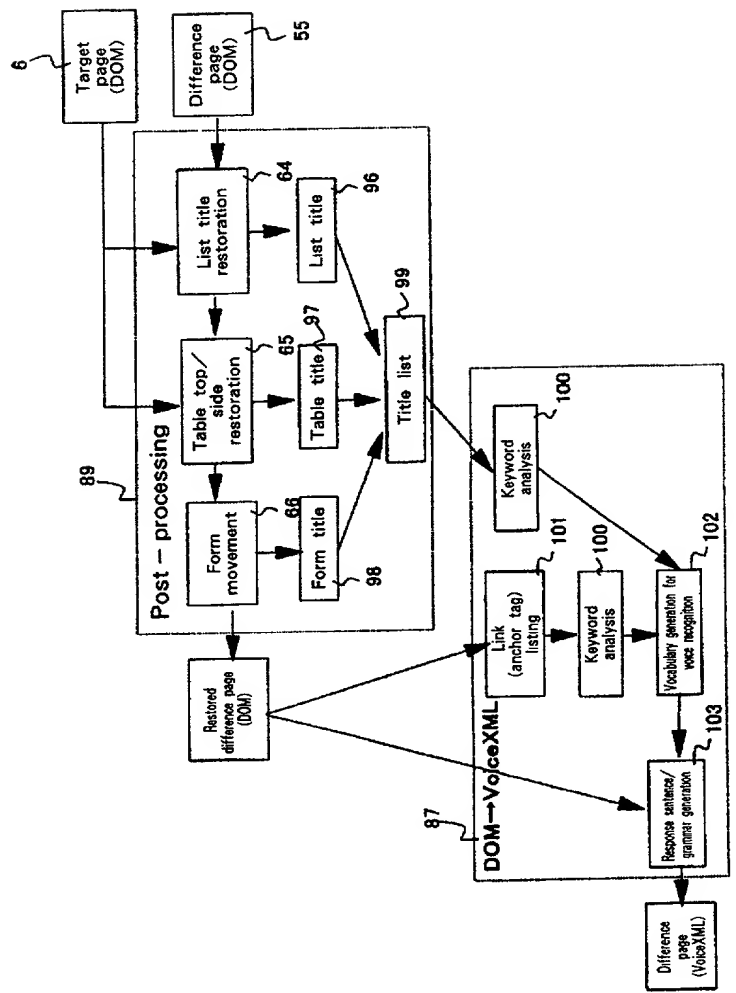 6
Target
page
(DOM)
55
Difference
page
(DOM)
89
Post – processing
64
List title
restoration
65
Table top/
side
restoration
66
Form
movement
96
List title
97
Table title
98
Form title
99
Title list
Restored
difference page
(DOM)
87
DOM→VoiceXML
100
Keyword
analysis
101
Link
(anchor tag)
listing
100
Keyword
analysis
102
Vocabulary generation for
voice recognition
103
Response sentence/
grammar generation
Difference
page
(VoiceXML)